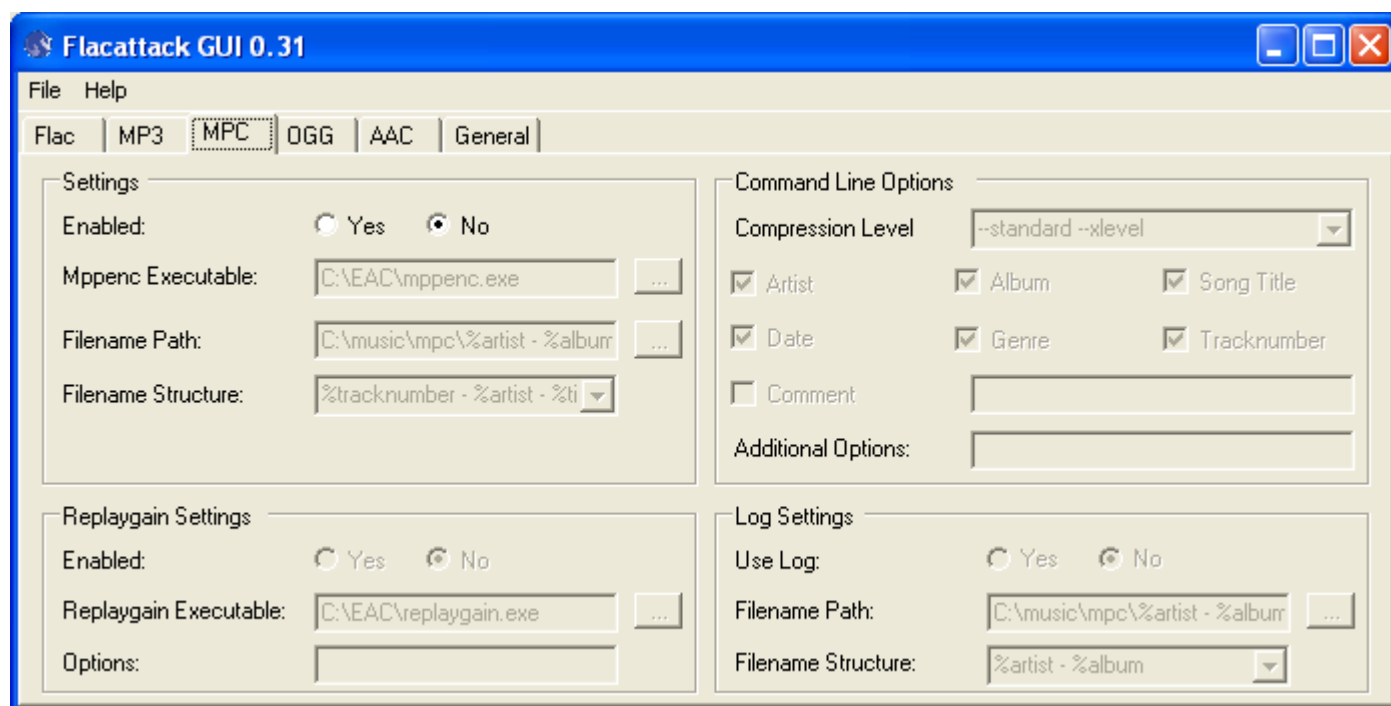 Flacattack GUI 0.31
File Help
Flac MP3 MPC OGG AAC General
Settings
Enabled: Yes No
Mppenc Executable: C:\EAC\mppenc.exe ...
Filename Path: C:\music\mpc\%artist - %album ...
Filename Structure: %tracknumber - %artist - %ti
Command Line Options
Compression Level --standard --xlevel
Artist Album Song Title
Date Genre Tracknumber
Comment
Additional Options:
Replaygain Settings
Enabled: Yes No
Replaygain Executable: C:\EAC\replaygain.exe ...
Options:
Log Settings
Use Log: Yes No
Filename Path: C:\music\mpc\%artist - %album ...
Filename Structure: %artist - %album